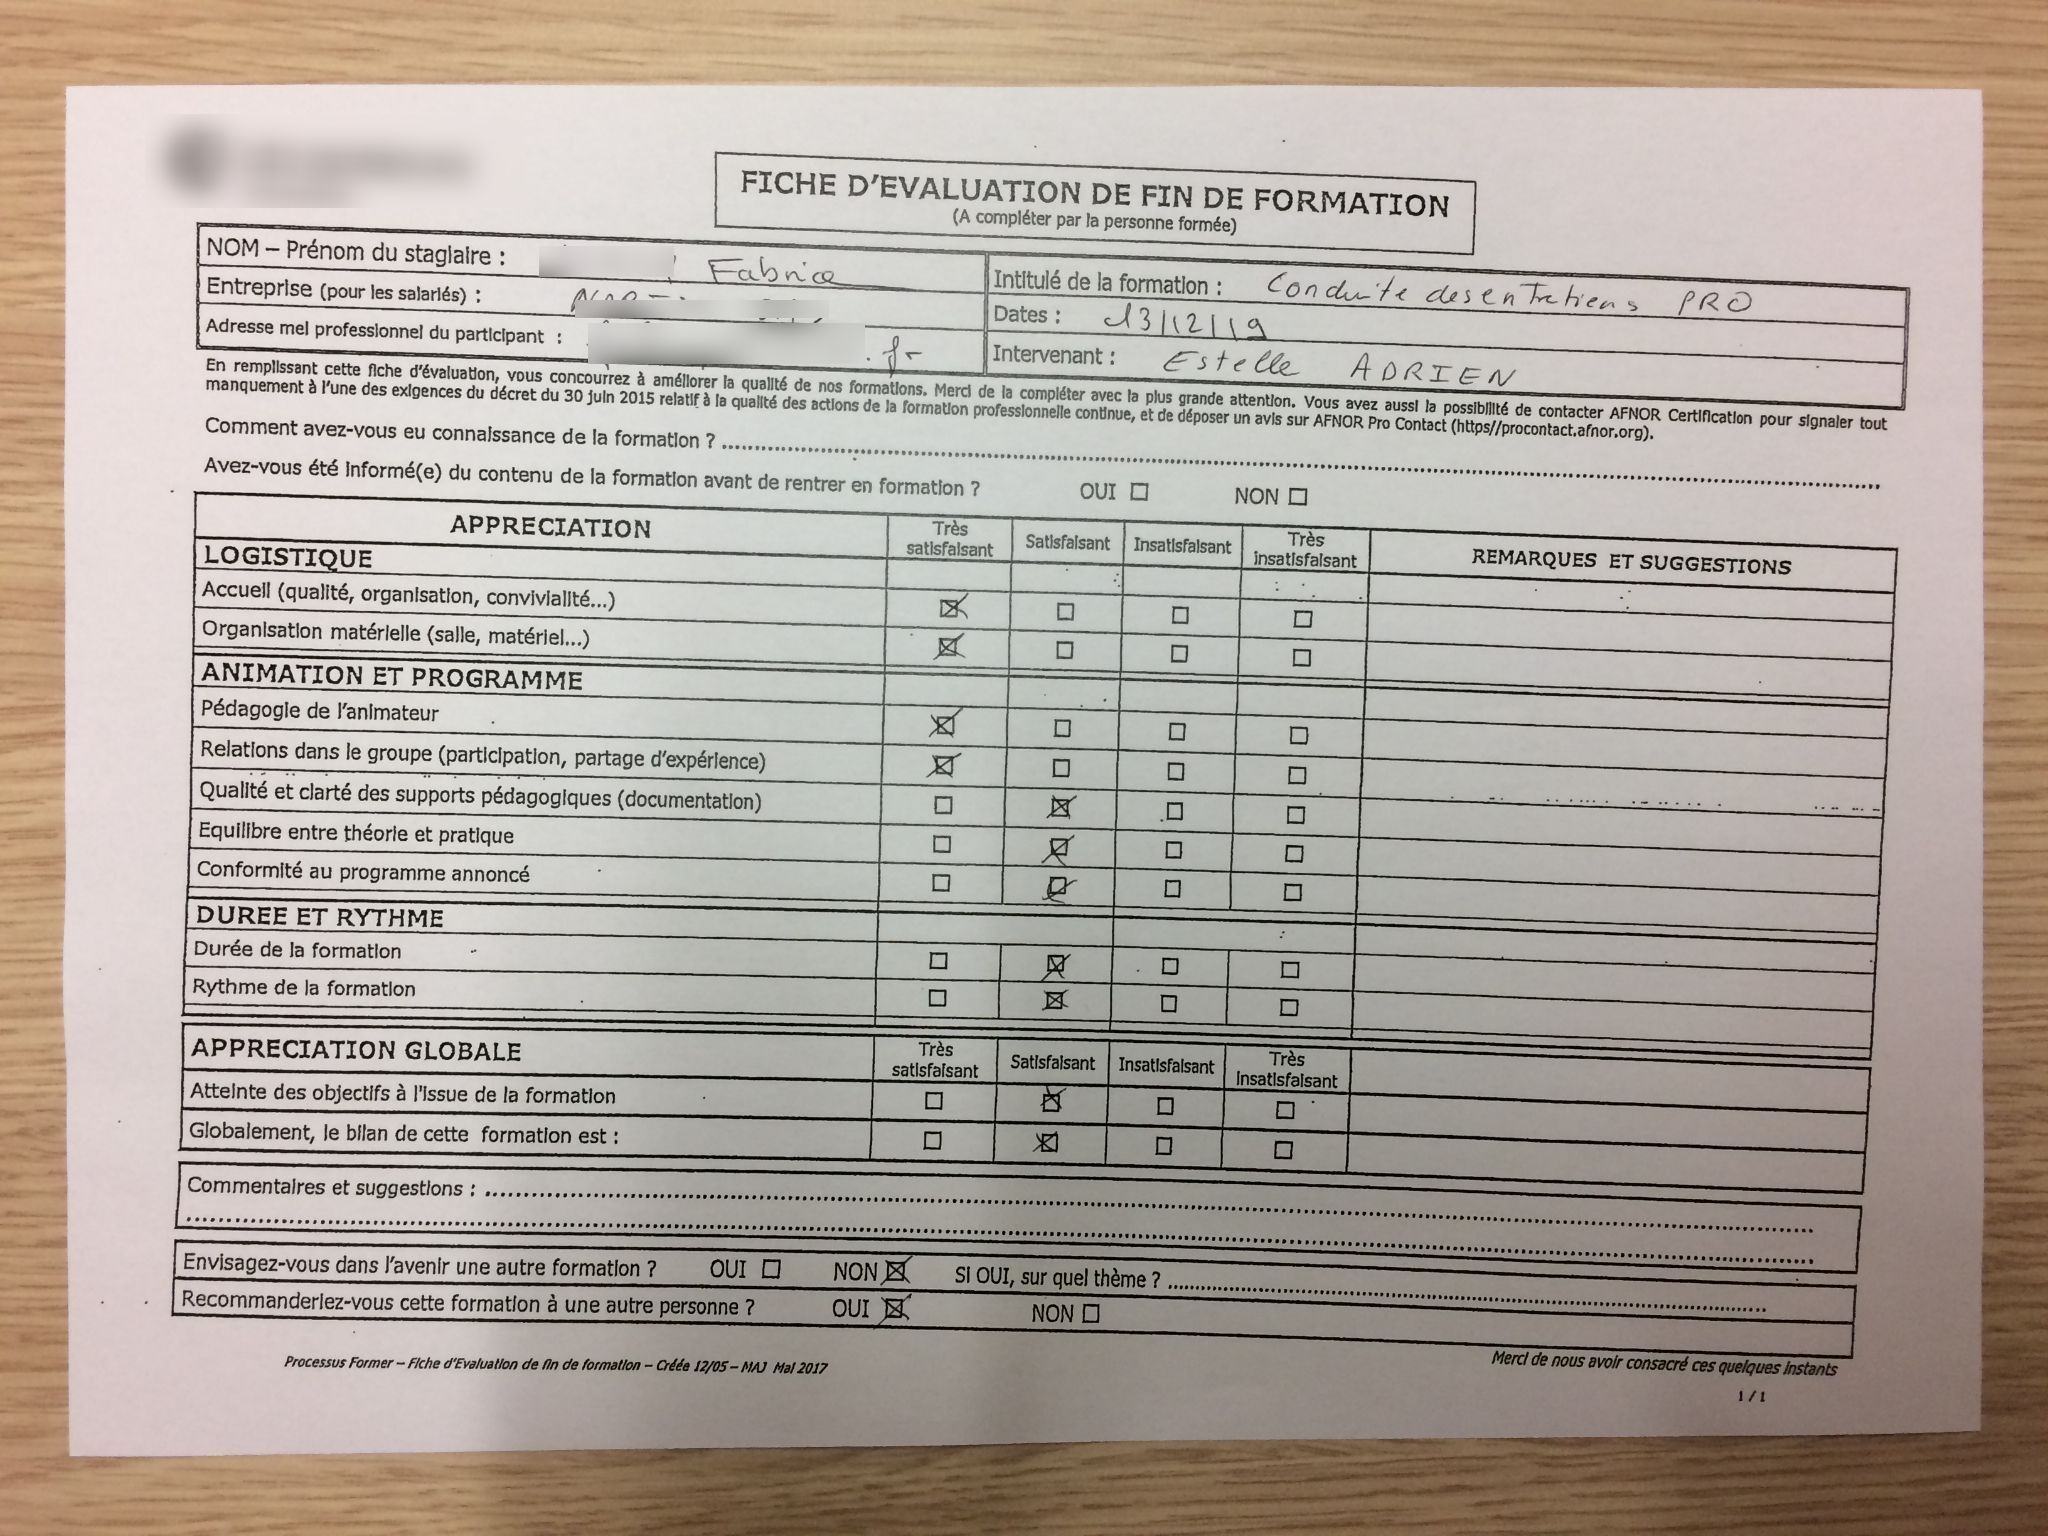 FICHE D'EVALUATION DE FIN DE FORMATION
(A compléter par la personne formée)
NOM – Prénom du stagiaire : Fabrice
Entreprise (pour les salariés) :
Adresse mel professionnel du participant : .fr
Intitulé de la formation : Conduite des entretiens PRO
Dates : 13/12/19
Intervenant : Estelle ADRIEN
En remplissant cette fiche d'évaluation, vous concourrez à améliorer la qualité de nos formations. Merci de la compléter avec la plus grande attention. Vous avez aussi la possibilité de contacter AFNOR Certification pour signaler tout
manquement à l'une des exigences du décret du 30 juin 2015 relatif à la qualité des actions de la formation professionnelle continue, et de déposer un avis sur AFNOR Pro Contact (https//procontact.afnor.org).
Comment avez-vous eu connaissance de la formation ?
Avez-vous été informé(e) du contenu de la formation avant de rentrer en formation ? OUI ☐ NON ☐
APPRECIATION Très satisfaisant Satisfaisant Insatisfaisant Très insatisfaisant REMARQUES ET SUGGESTIONS
LOGISTIQUE
Accueil (qualité, organisation, convivialité...) ☒ ☐ ☐ ☐
Organisation matérielle (salle, matériel...) ☒ ☐ ☐ ☐
ANIMATION ET PROGRAMME
Pédagogie de l'animateur ☒ ☐ ☐ ☐
Relations dans le groupe (participation, partage d'expérience) ☒ ☐ ☐ ☐
Qualité et clarté des supports pédagogiques (documentation) ☐ ☒ ☐ ☐
Equilibre entre théorie et pratique ☐ ☒ ☐ ☐
Conformité au programme annoncé ☐ ☒ ☐ ☐
DUREE ET RYTHME
Durée de la formation ☐ ☒ ☐ ☐
Rythme de la formation ☐ ☒ ☐ ☐
APPRECIATION GLOBALE Très satisfaisant Satisfaisant Insatisfaisant Très insatisfaisant
Atteinte des objectifs à l'issue de la formation ☐ ☒ ☐ ☐
Globalement, le bilan de cette formation est : ☐ ☒ ☐ ☐
Commentaires et suggestions :
Envisagez-vous dans l'avenir une autre formation ? OUI ☐ NON ☒ SI OUI, sur quel thème ?
Recommanderiez-vous cette formation à une autre personne ? OUI ☒ NON ☐
Processus Former – Fiche d'Evaluation de fin de formation – Créée 12/05 – MAJ Mai 2017
Merci de nous avoir consacré ces quelques instants
1 / 1